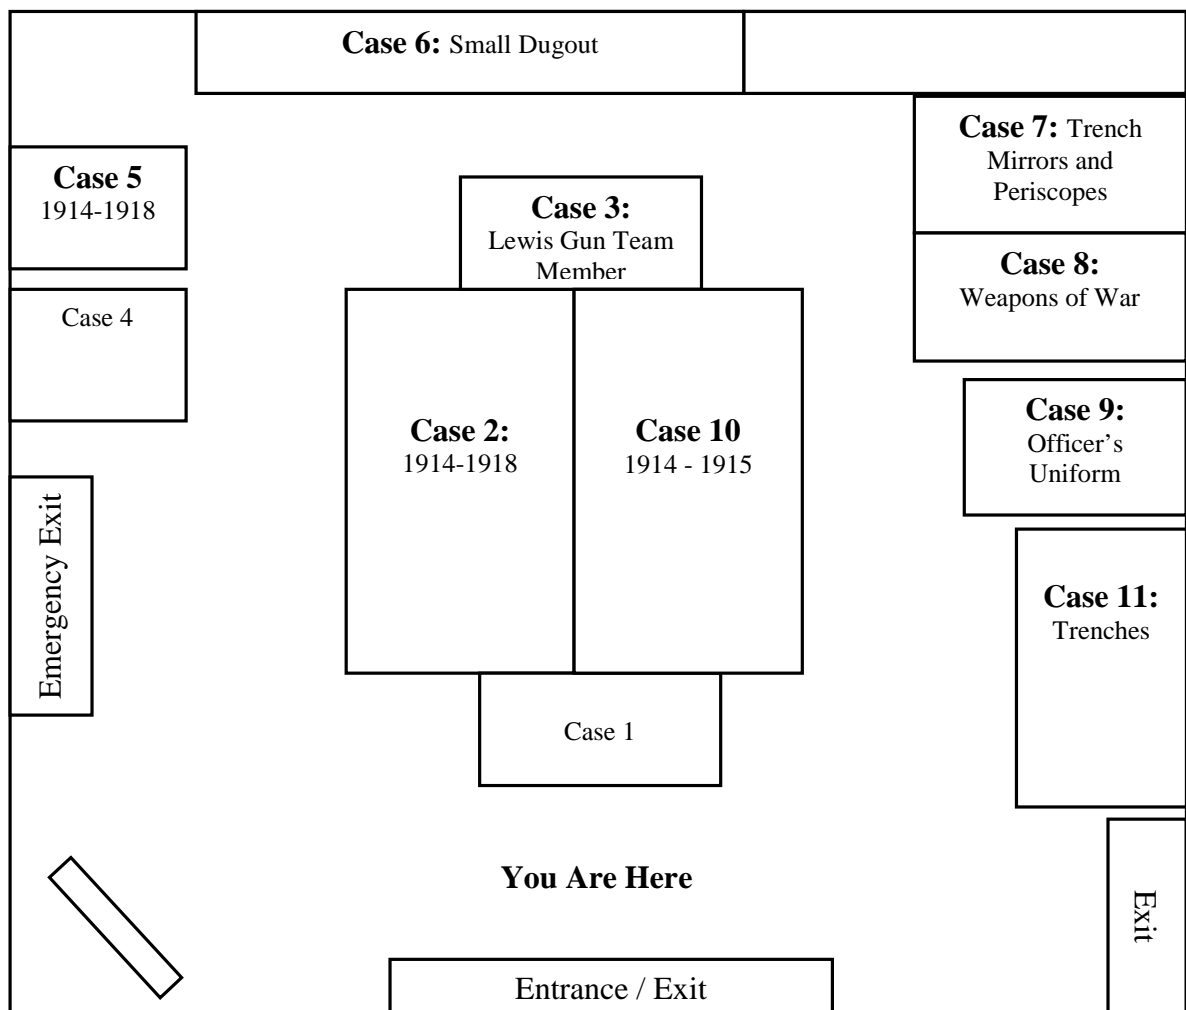 Case 6: Small Dugout
Case 7: Trench
Mirrors and
Periscopes
Case 5
1914-1918
Case 3:
Lewis Gun Team
Member
Case 8:
Weapons of War
Case 4
Case 9:
Officer’s
Uniform
Case 2:
1914-1918
Case 10
1914 - 1915
Emergency Exit
Case 11:
Trenches
Case 1
You Are Here
Exit
Entrance / Exit